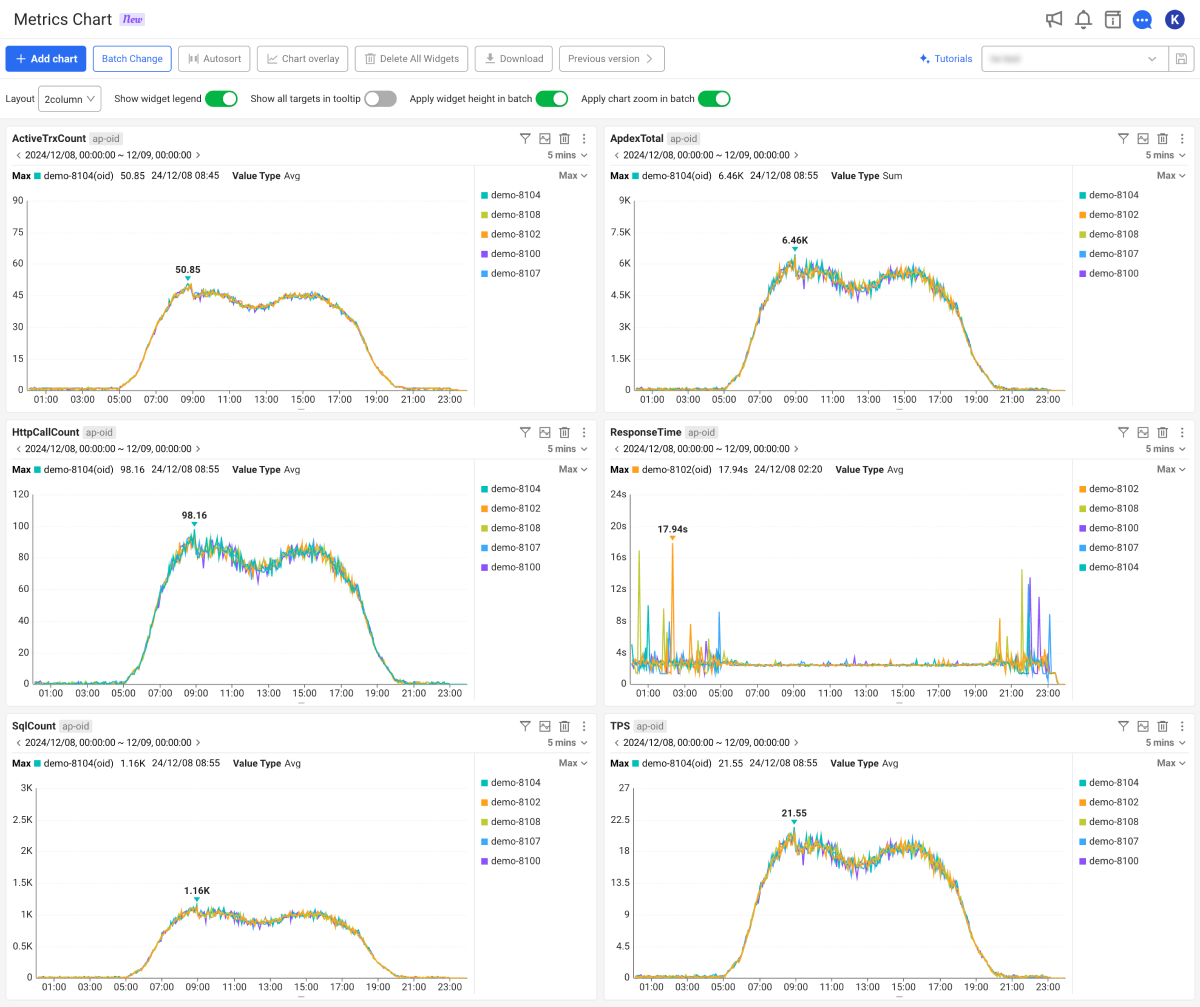 Metrics Chart New
K
+ Add chart Batch Change Autosort Chart overlay Delete All Widgets Download Previous version Tutorials
Layout 2column Show widget legend Show all targets in tooltip Apply widget height in batch Apply chart zoom in batch
ActiveTrxCount ap-oid
2024/12/08, 00:00:00 ~ 12/09, 00:00:00 5 mins
Max demo-8104(oid) 50.85 24/12/08 08:45 Value Type Avg Max
90
75
60
45
30
15
0
50.85
01:00 03:00 05:00 07:00 09:00 11:00 13:00 15:00 17:00 19:00 21:00 23:00
demo-8104
demo-8108
demo-8102
demo-8100
demo-8107
ApdexTotal ap-oid
2024/12/08, 00:00:00 ~ 12/09, 00:00:00 5 mins
Max demo-8104(oid) 6.46K 24/12/08 08:55 Value Type Sum Max
9K
7.5K
6K
4.5K
3K
1.5K
0
6.46K
01:00 03:00 05:00 07:00 09:00 11:00 13:00 15:00 17:00 19:00 21:00 23:00
demo-8104
demo-8102
demo-8108
demo-8107
demo-8100
HttpCallCount ap-oid
2024/12/08, 00:00:00 ~ 12/09, 00:00:00 5 mins
Max demo-8104(oid) 98.16 24/12/08 08:55 Value Type Avg Max
120
100
80
60
40
20
0
98.16
01:00 03:00 05:00 07:00 09:00 11:00 13:00 15:00 17:00 19:00 21:00 23:00
demo-8104
demo-8102
demo-8108
demo-8107
demo-8100
ResponseTime ap-oid
2024/12/08, 00:00:00 ~ 12/09, 00:00:00 5 mins
Max demo-8102(oid) 17.94s 24/12/08 02:20 Value Type Avg Max
24s
20s
16s
12s
8s
4s
0
17.94s
01:00 03:00 05:00 07:00 09:00 11:00 13:00 15:00 17:00 19:00 21:00 23:00
demo-8102
demo-8108
demo-8100
demo-8107
demo-8104
SqlCount ap-oid
2024/12/08, 00:00:00 ~ 12/09, 00:00:00 5 mins
Max demo-8104(oid) 1.16K 24/12/08 08:55 Value Type Avg Max
3K
2.5K
2K
1.5K
1K
0.5K
0
1.16K
01:00 03:00 05:00 07:00 09:00 11:00 13:00 15:00 17:00 19:00 21:00 23:00
demo-8104
demo-8102
demo-8108
demo-8107
demo-8100
TPS ap-oid
2024/12/08, 00:00:00 ~ 12/09, 00:00:00 5 mins
Max demo-8104(oid) 21.55 24/12/08 08:55 Value Type Avg Max
27
22.5
18
13.5
9
4.5
0
21.55
01:00 03:00 05:00 07:00 09:00 11:00 13:00 15:00 17:00 19:00 21:00 23:00
demo-8104
demo-8102
demo-8108
demo-8107
demo-8100